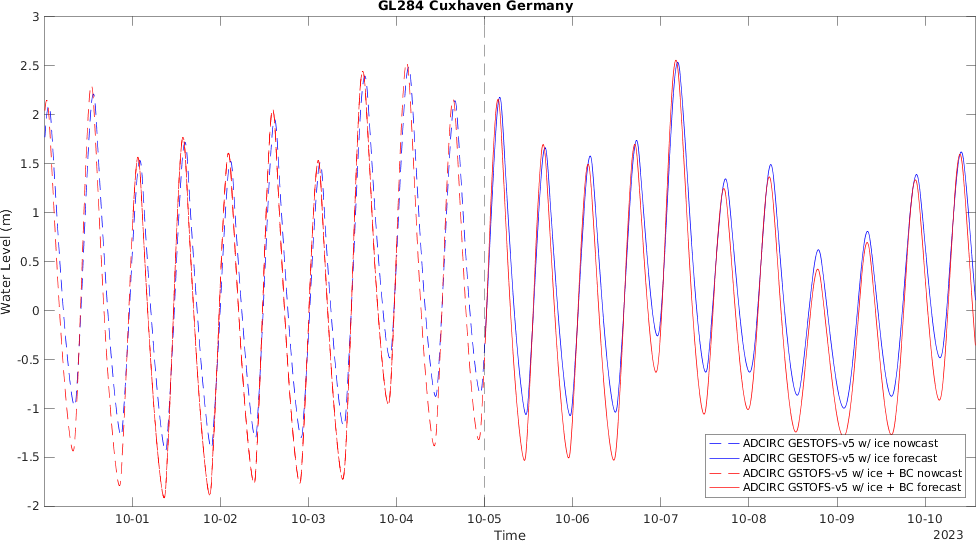 GL284 Cuxhaven Germany
3
2.5
2
1.5
1
0.5
0
-0.5
-1
-1.5
-2
Water Level (m)
ADCIRC GESTOFS-v5 w/ ice nowcast
ADCIRC GESTOFS-v5 w/ ice forecast
ADCIRC GSTOFS-v5 w/ ice + BC nowcast
ADCIRC GSTOFS-v5 w/ ice + BC forecast
10-01 10-02 10-03 10-04 10-05 10-06 10-07 10-08 10-09 10-10
Time
2023